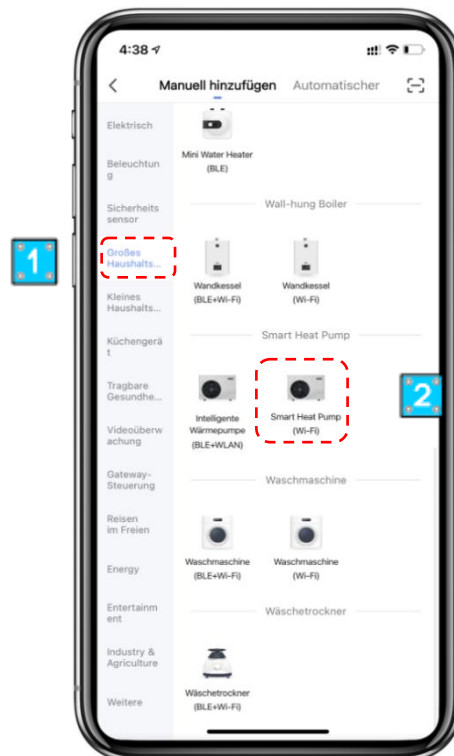 4:38
Manuell hinzufügen Automatischer
Elektrisch
Beleuchtun
g
Sicherheits
sensor
Großes
Haushalts...
Kleines
Haushalts...
Küchengerä
t
Tragbare
Gesundhe...
Videoüberw
achung
Gateway-
Steuerung
Reisen
im Freien
Energy
Entertainm
ent
Industry &
Agriculture
Weitere
Mini Water Heater
(BLE)
Wall-hung Boiler
Wandkessel
(BLE+Wi-Fi)
Wandkessel
(Wi-Fi)
Smart Heat Pump
Intelligente
Wärmepumpe
(BLE+WLAN)
Smart Heat Pump
(Wi-Fi)
Waschmaschine
Waschmaschine
(BLE+Wi-Fi)
Waschmaschine
(Wi-Fi)
Wäschetrockner
Wäschetrockner
(BLE+Wi-Fi)
1
2